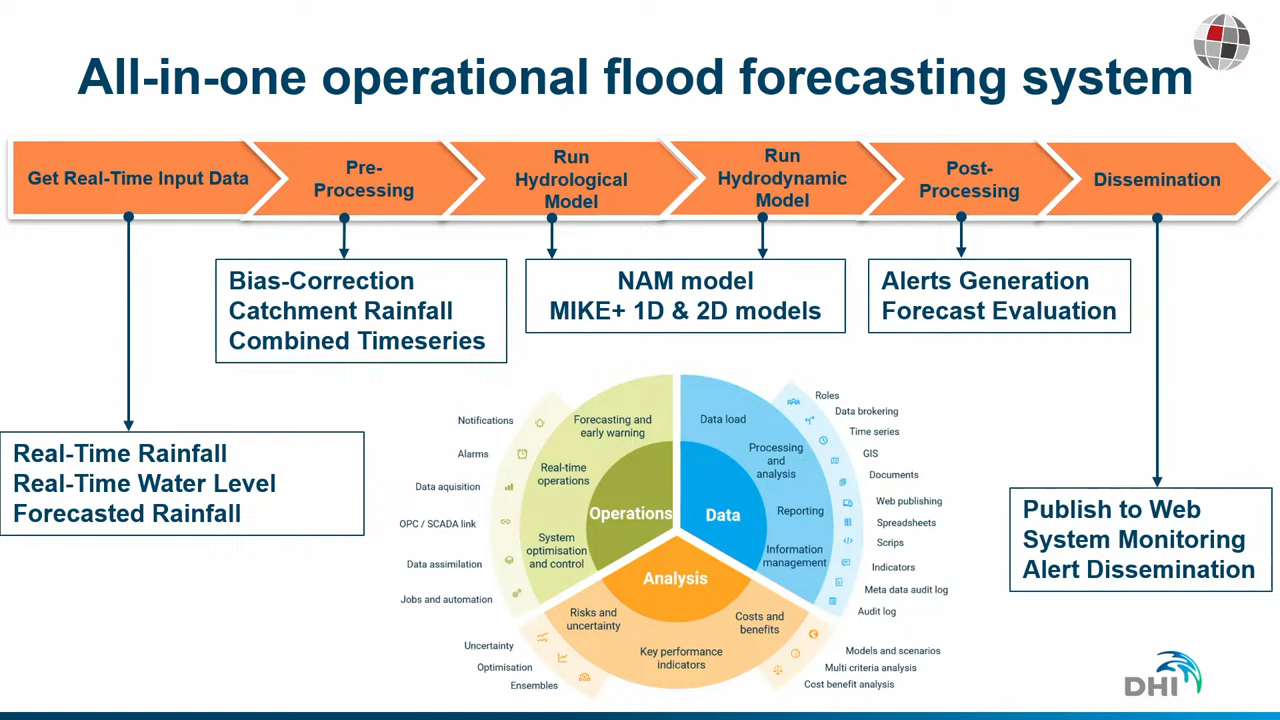 All-in-one operational flood forecasting system
Get Real-Time Input Data
Pre-
Processing
Run
Hydrological
Model
Run
Hydrodynamic
Model
Post-
Processing
Dissemination
Bias-Correction
Catchment Rainfall
Combined Timeseries
NAM model
MIKE+ 1D & 2D models
Alerts Generation
Forecast Evaluation
Real-Time Rainfall
Real-Time Water Level
Forecasted Rainfall
Publish to Web
System Monitoring
Alert Dissemination
Notifications
Alarms
Data aquisition
OPC / SCADA link
Data assimilation
Jobs and automation
Uncertainty
Optimisation
Ensembles
Forecasting and
early warning
Real-time
operations
System
optimisation
and control
Operations
Data
Analysis
Data load
Processing
and
analysis
Reporting
Information
management
Risks and
uncertainty
Key performance
indicators
Costs and
benefits
Roles
Data brokering
Time series
GIS
Documents
Web publishing
Spreadsheets
Scrips
Indicators
Meta data audit log
Audit log
Models and scenarios
Multi criteria analysis
Cost benefit analysis
DHI